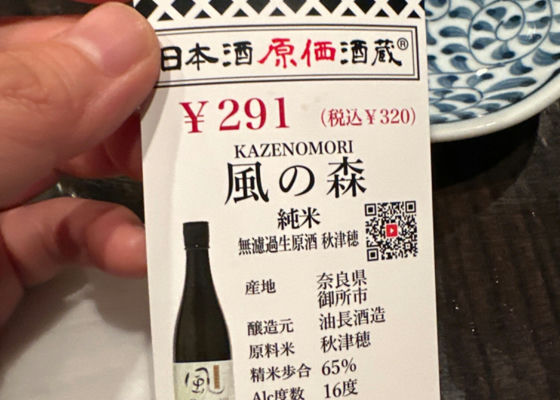 日本酒原価酒蔵®
￥291 (税込￥320)
KAZENOMORI
風の森
純米
無濾過生原酒 秋津穂
産地 奈良県
御所市
醸造元 油長酒造
原料米 秋津穂
精米歩合 65%
Alc度数 16度
風